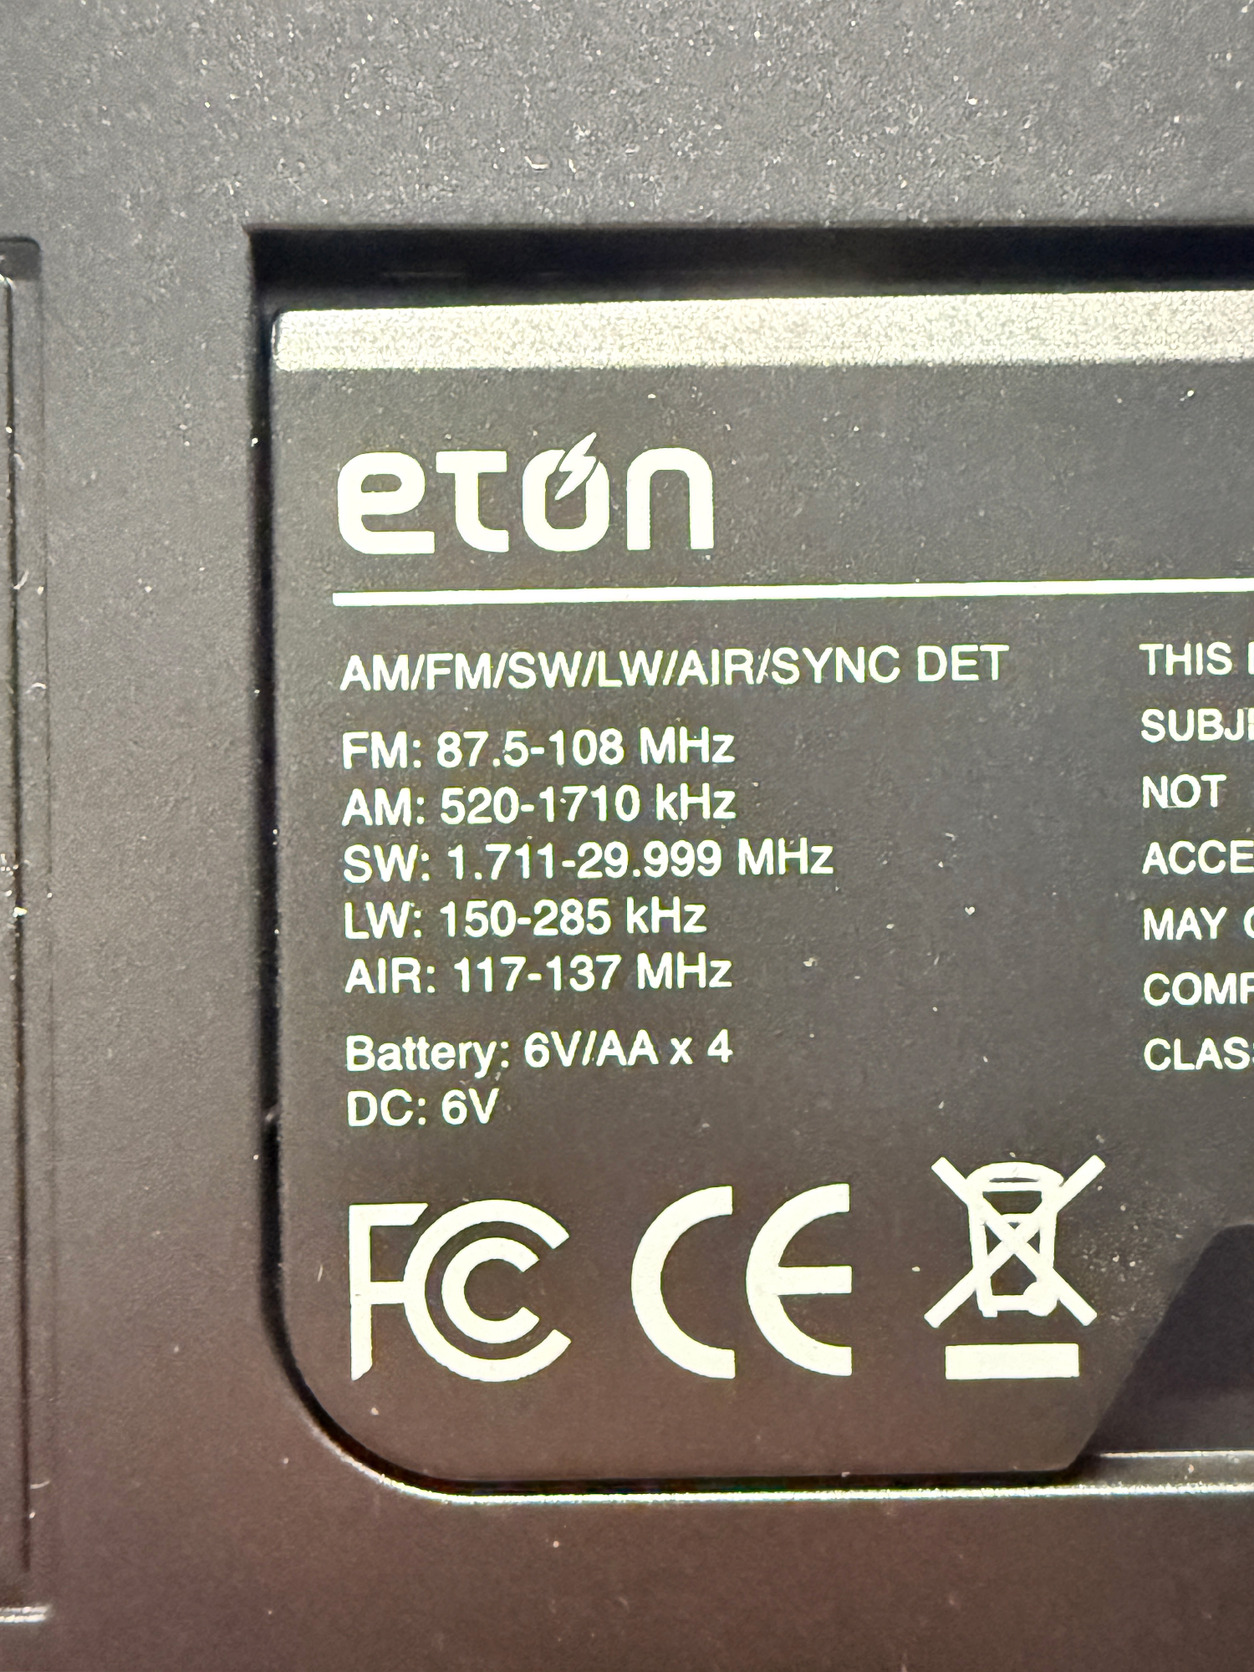 etón
AM/FM/SW/LW/AIR/SYNC DET
FM: 87.5-108 MHz
AM: 520-1710 kHz
SW: 1.711-29.999 MHz
LW: 150-285 kHz
AIR: 117-137 MHz
Battery: 6V/AA x 4
DC: 6V
FC CE
THIS
NOT
MAY